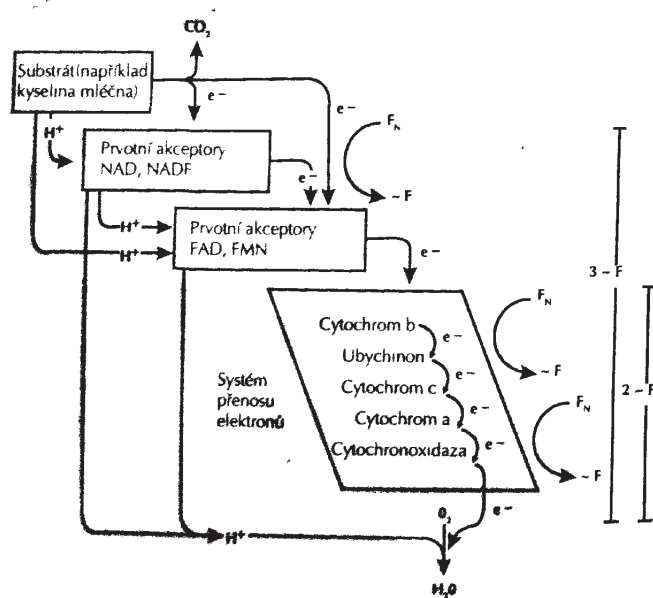 CO₂
Substrát(například
kyselina mléčna)
e–
e–
H⁺
Fₙ
Prvotní akceptory
NAD, NADF
e–
~ F
H⁺
H⁺
Prvotní akceptory
FAD, FMN
e–
3 ~ F
Fₙ
Cytochrom b
e–
Ubychinon
~ F
e–
Systém
přenosu
elektronů
Cytochrom c
e–
2 ~ F
Fₙ
Cytochrom a
e–
Cytochronoxidaza
~ F
O₂
e–
H⁺
H₂O